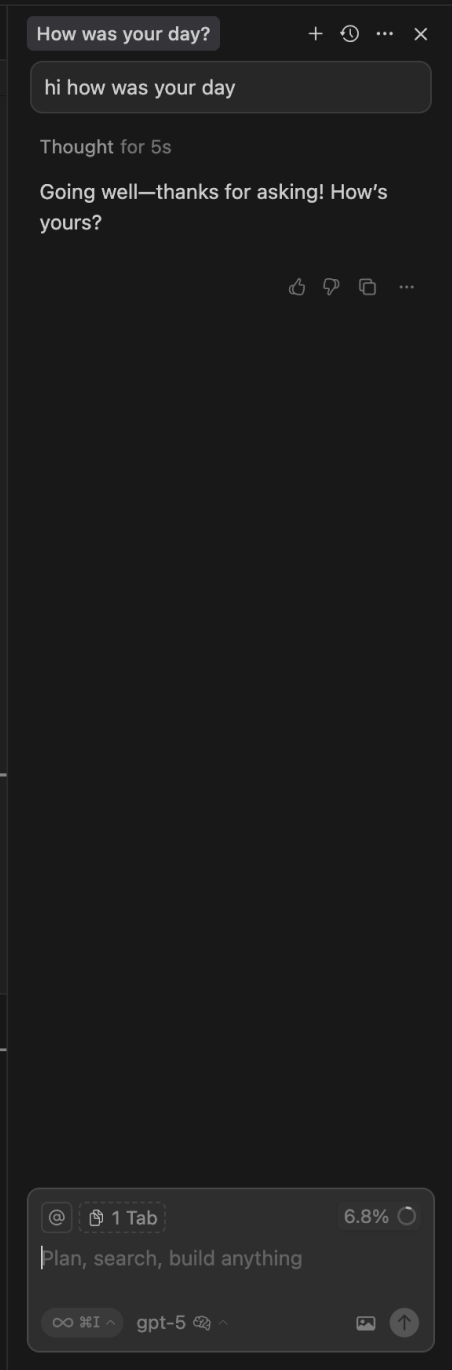 How was your day?
hi how was your day
Thought for 5s
Going well—thanks for asking! How’s
yours?
@ 1 Tab 6.8%
Plan, search, build anything
∞ ⌘I gpt-5